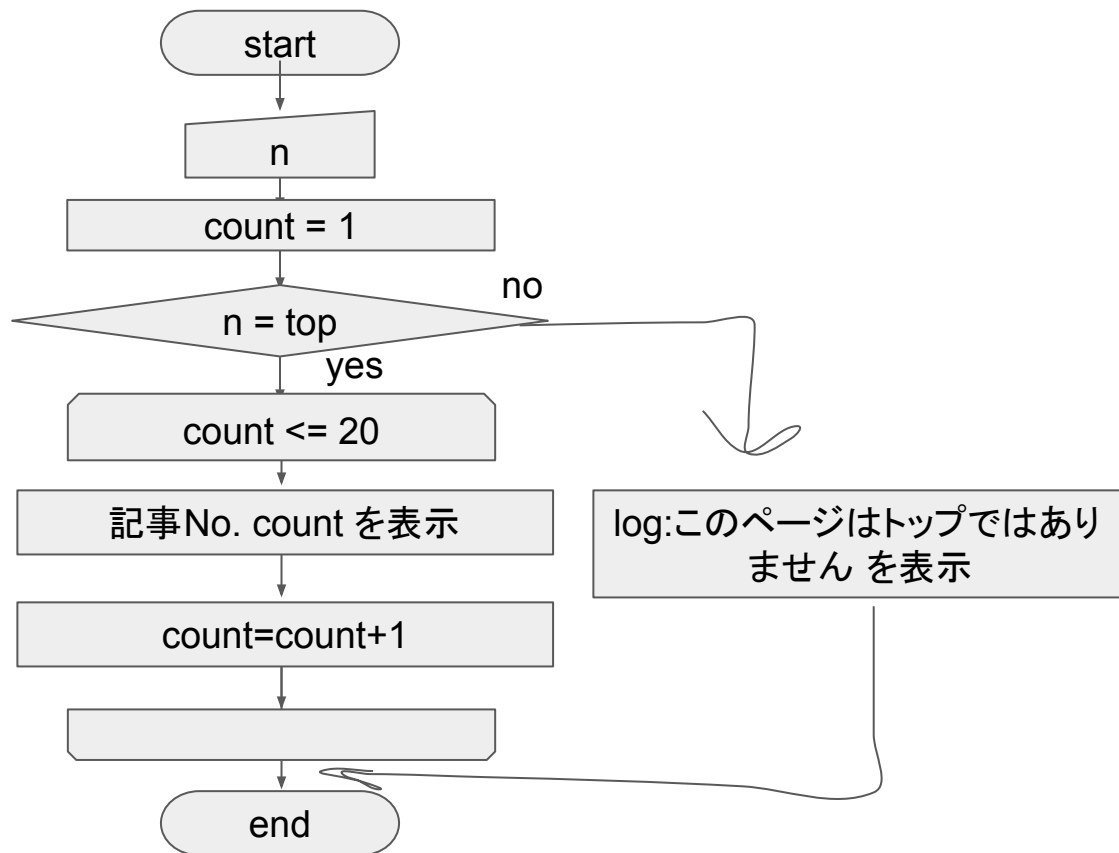 start
n
count = 1
no
n = top
yes
count <= 20
記事No. count を表示
log:このページはトップではあり
ません を表示
count=count+1
end